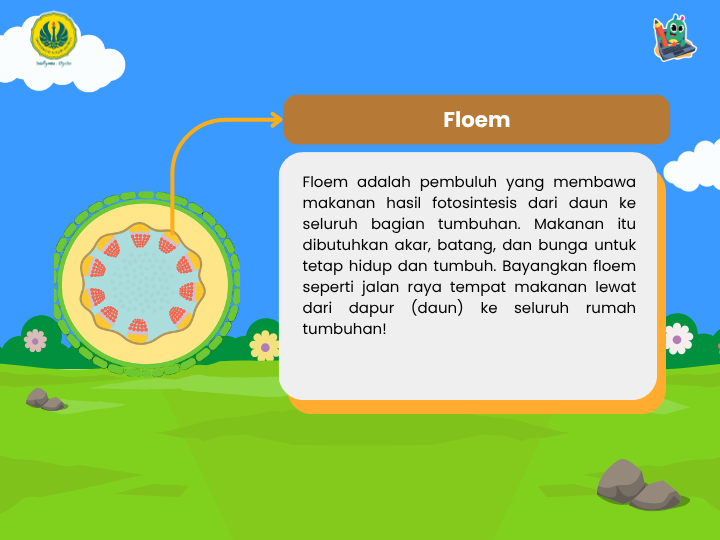 Floem
Floem adalah pembuluh yang membawa
makanan hasil fotosintesis dari daun ke
seluruh bagian tumbuhan. Makanan itu
dibutuhkan akar, batang, dan bunga untuk
tetap hidup dan tumbuh. Bayangkan floem
seperti jalan raya tempat makanan lewat
dari dapur (daun) ke seluruh rumah
tumbuhan!